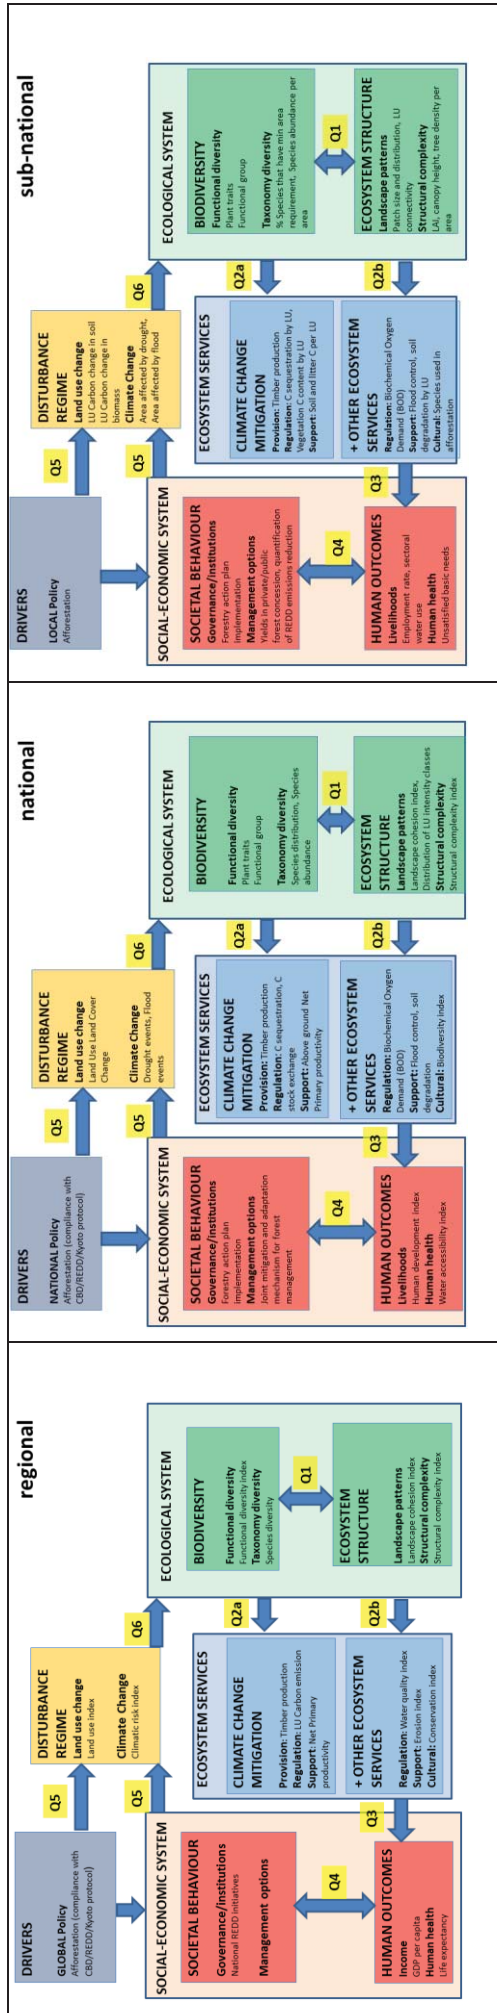 regional
DRIVERS
GLOBAL Policy
Afforestation (compliance with
CBD/REDD/Kyoto protocol)
Q5
DISTURBANCE
REGIME
Land use change
Land use index
Climate Change
Climatic risk index
Q5
Q6
SOCIAL-ECONOMIC SYSTEM
SOCIETAL BEHAVIOUR
Governance/institutions
National REDD initiatives
Management options
Q4
HUMAN OUTCOMES
Income
GDP per capita
Human health
Life expectancy
Q3
ECOSYSTEM SERVICES
CLIMATE CHANGE
MITIGATION
Provision: Timber production
Regulation: LU Carbon emission
Support: Net Primary
productivity
+ OTHER ECOSYSTEM
SERVICES
Regulation: Water quality index
Support: Erosion index
Cultural: Conservation index
Q2a
Q2b
ECOLOGICAL SYSTEM
BIODIVERSITY
Functional diversity
Functional diversity index
Taxonomy diversity
Species diversity
Q1
ECOSYSTEM
STRUCTURE
Landscape patterns
Landscape cohesion index
Structural complexity
Structural complexity index
national
DRIVERS
NATIONAL Policy
Afforestation (compliance with
CBD/REDD/Kyoto protocol)
Q5
DISTURBANCE
REGIME
Land use change
Land Use Land Cover
Change
Climate Change
Drought events, Flood
events
Q5
Q6
SOCIAL-ECONOMIC SYSTEM
SOCIETAL BEHAVIOUR
Governance/institutions
Forestry action plan
implementation
Management options
Joint mitigation and adaptation
mechanism for forest
management
Q4
HUMAN OUTCOMES
Livelihoods
Human development index
Human health
Water accessibility index
Q3
ECOSYSTEM SERVICES
CLIMATE CHANGE
MITIGATION
Provision: Timber production
Regulation: C sequestration, C
stock exchange
Support: Above ground Net
Primary productivity
+ OTHER ECOSYSTEM
SERVICES
Regulation: Biochemical Oxygen
Demand (BOD)
Support: Flood control, soil
degradation
Cultural: Biodiversity index
Q2a
Q2b
ECOLOGICAL SYSTEM
BIODIVERSITY
Functional diversity
Plant traits
Functional group
Taxonomy diversity
Species distribution, Species
abundance
Q1
ECOSYSTEM
STRUCTURE
Landscape patterns
Landscape cohesion index,
Distribution of LU intensity classes
Structural complexity
Structural complexity index
sub-national
DRIVERS
LOCAL Policy
Afforestation
Q5
DISTURBANCE
REGIME
Land use change
LU Carbon change in soil
LU Carbon change in
biomass
Climate Change
Area affected by drought,
Area affected by flood
Q5
Q6
SOCIAL-ECONOMIC SYSTEM
SOCIETAL BEHAVIOUR
Governance/institutions
Forestry action plan
implementation
Management options
Yields in private/public
forest concession, quantification
of REDD emissions reduction
Q4
HUMAN OUTCOMES
Livelihoods
Employment rate, sectoral
water use
Human health
Unsatisfied basic needs
Q3
ECOSYSTEM SERVICES
CLIMATE CHANGE
MITIGATION
Provision: Timber production
Regulation: C sequestration by LU,
Vegetation C content by LU
Support: Soil and litter C per LU
+ OTHER ECOSYSTEM
SERVICES
Regulation: Biochemical Oxygen
Demand (BOD)
Support: Flood control, soil
degradation by LU
Cultural: Species used in
afforestation
Q2a
Q2b
ECOLOGICAL SYSTEM
BIODIVERSITY
Functional diversity
Plant traits
Functional group
Taxonomy diversity
% Species that have min area
requirement, Species abundance per
area
Q1
ECOSYSTEM STRUCTURE
Landscape patterns
Patch size and distribution, LU
connectivity
Structural complexity
LAI, canopy height, tree density per
area